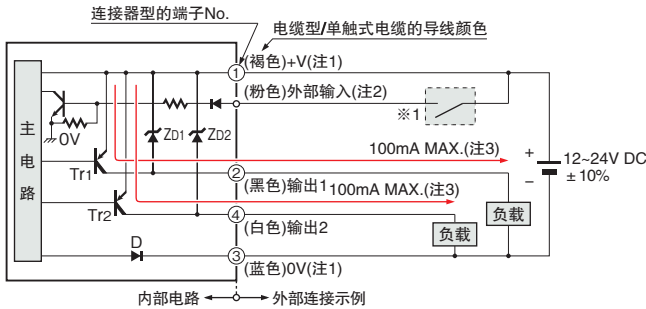 连接器型的端子No.
电缆型/单触式电缆的导线颜色
(褐色)+V(注1)
1
(粉色)外部输入(注2)
※1
主电路
0V
ZD1
ZD2
100mA MAX.(注3)
+
12~24V DC
±10%
−
Tr1
2
(黑色)输出1
100mA MAX.(注3)
Tr2
4
(白色)输出2
负载
负载
D
3
(蓝色)0V(注1)
内部电路
外部连接示例